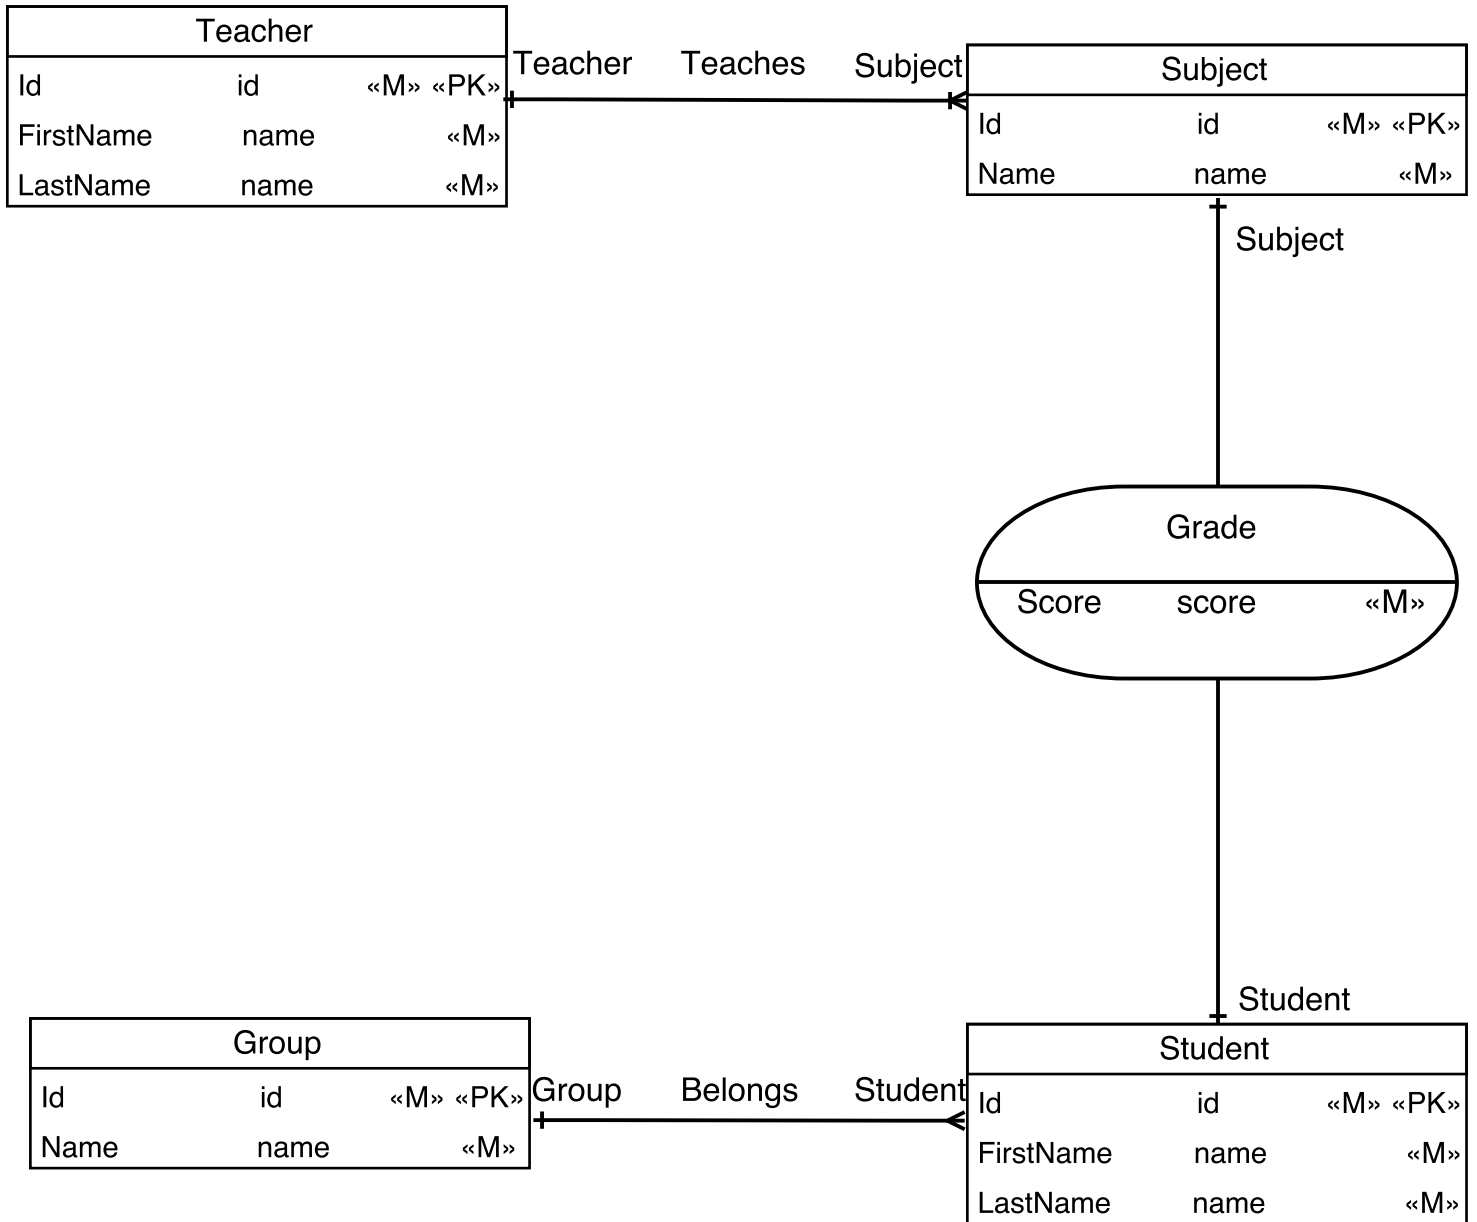 Teacher
Id id «M» «PK»
FirstName name «M»
LastName name «M»
Teacher Teaches Subject
Subject
Id id «M» «PK»
Name name «M»
Subject
Grade
Score score «M»
Student
Group
Id id «M» «PK»
Name name «M»
Group Belongs Student
Student
Id id «M» «PK»
FirstName name «M»
LastName name «M»